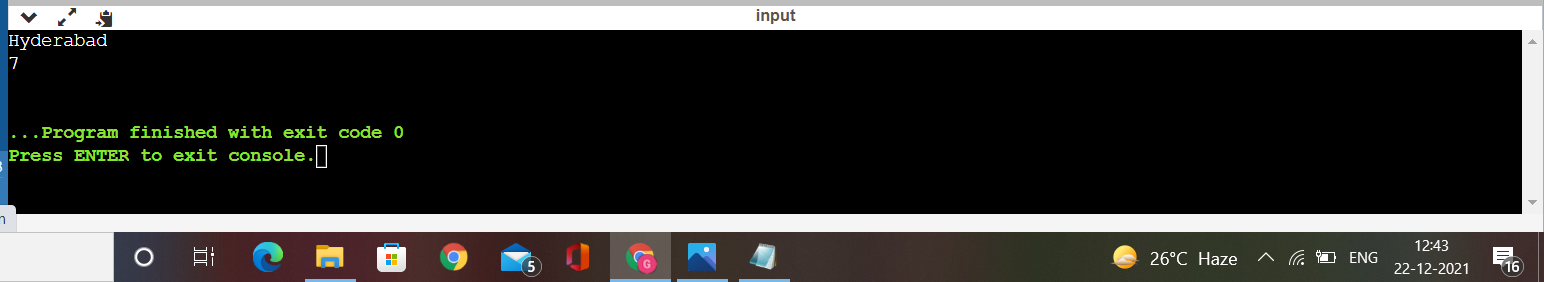 input
Hyderabad
7
...Program finished with exit code 0
Press ENTER to exit console.
n
5
G
26°C Haze
ENG
12:43
22-12-2021
16